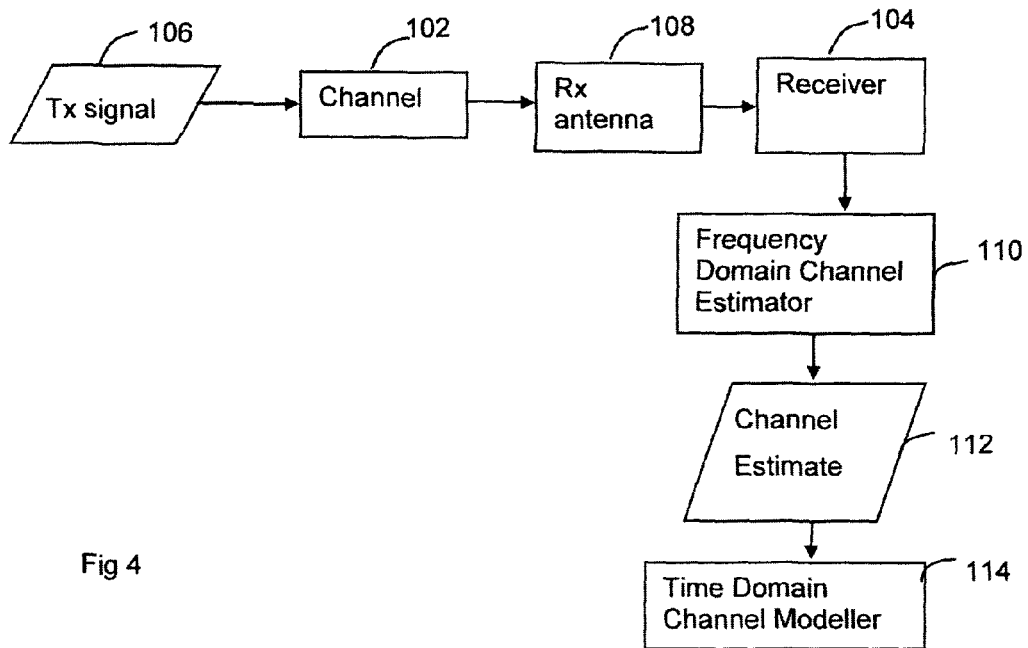 106
102
108
104
Tx signal
Channel
Rx
antenna
Receiver
Frequency
Domain Channel
Estimator
110
Channel
Estimate
112
Fig 4
Time Domain
Channel Modeller
114